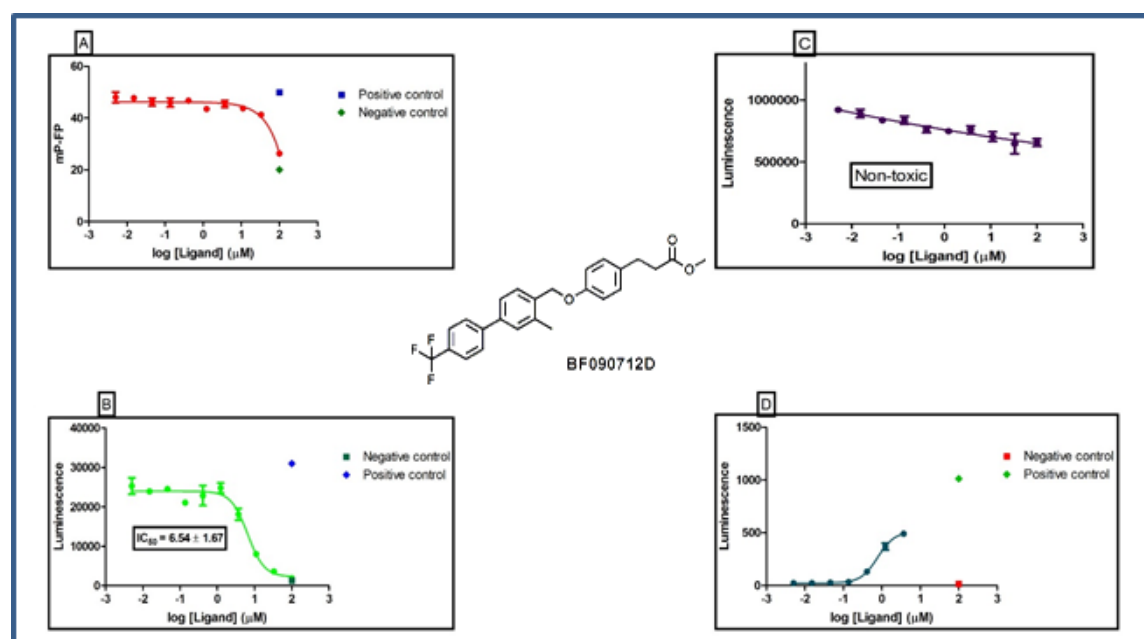 A
60
40
20
0
mP-FP
-3 -2 -1 0 1 2 3
log [Ligand] (μM)
Positive control
Negative control
C
1000000
500000
0
Luminescence
Non-toxic
-3 -2 -1 0 1 2 3
log [Ligand] (μM)
O
O
O
F
F
F
BF090712D
B
40000
30000
20000
10000
0
Luminescence
IC50 = 6.54 ± 1.67
-3 -2 -1 0 1 2 3
log [Ligand] (μM)
Negative control
Positive control
D
1500
1000
500
0
Luminescence
-3 -2 -1 0 1 2 3
log [Ligand] (μM)
Negative control
Positive control